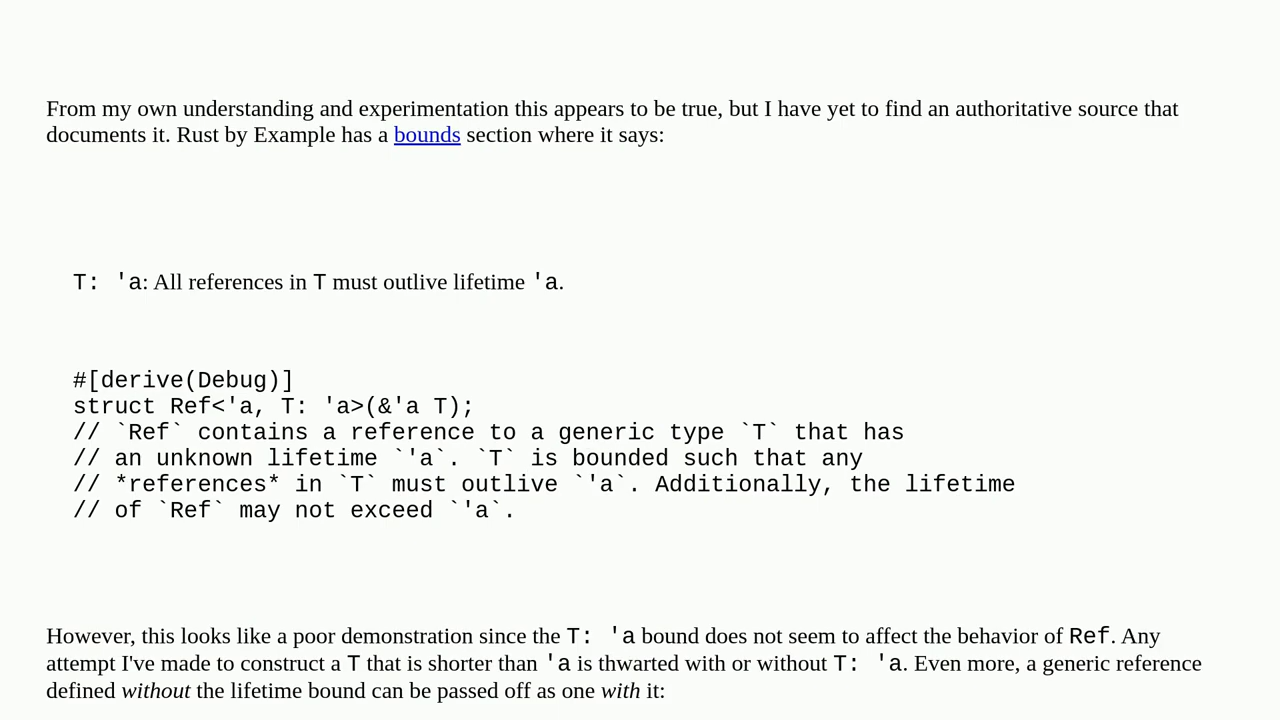 From my own understanding and experimentation this appears to be true, but I have yet to find an authoritative source that
documents it. Rust by Example has a bounds section where it says:
T: 'a: All references in T must outlive lifetime 'a.
#[derive(Debug)]
struct Ref<'a, T: 'a>(&'a T);
// `Ref` contains a reference to a generic type `T` that has
// an unknown lifetime `'a`. `T` is bounded such that any
// *references* in `T` must outlive `'a`. Additionally, the lifetime
// of `Ref` may not exceed `'a`.
However, this looks like a poor demonstration since the T: 'a bound does not seem to affect the behavior of Ref. Any
attempt I've made to construct a T that is shorter than 'a is thwarted with or without T: 'a. Even more, a generic reference
defined without the lifetime bound can be passed off as one with it: